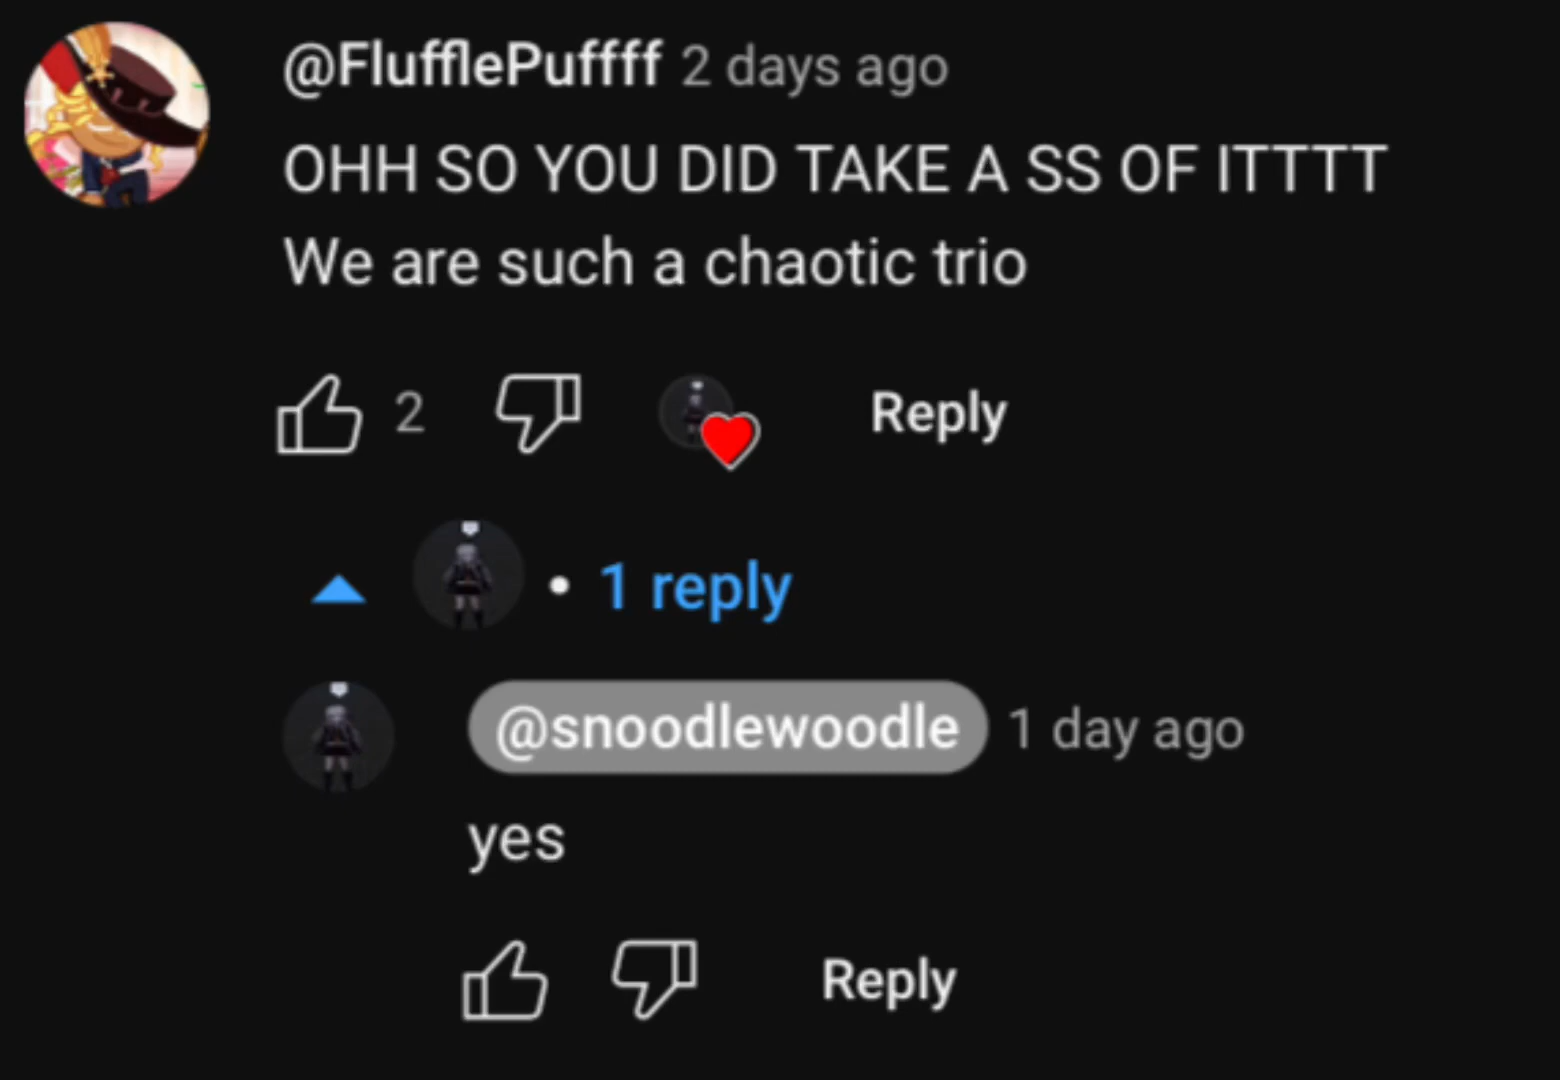 @FlufflePuffff 2 days ago
OHH SO YOU DID TAKE A SS OF ITTTT
We are such a chaotic trio
2 Reply
1 reply
@snoodlewoodle 1 day ago
yes
Reply